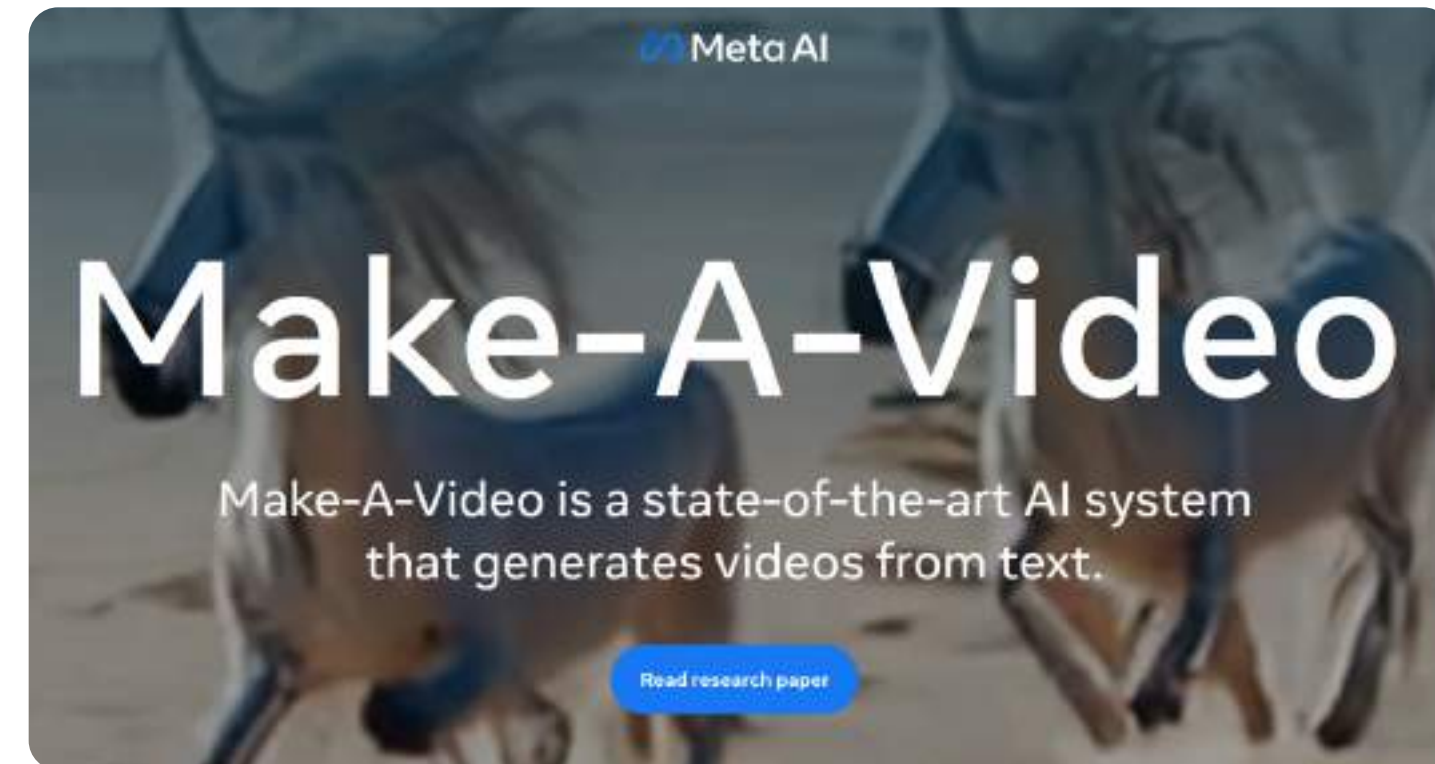 Meta AI
Make-A-Video
Make-A-Video is a state-of-the-art AI system
that generates videos from text.
Read research paper